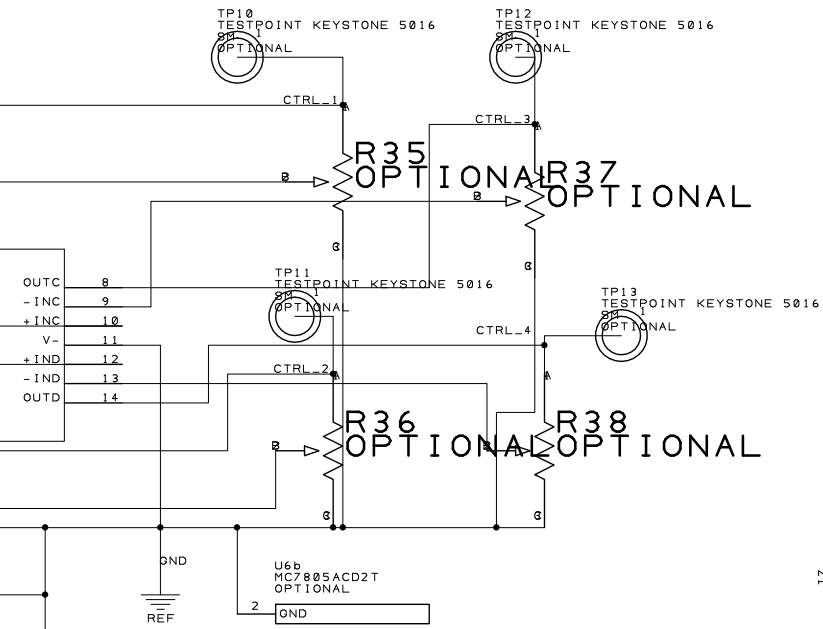 TP10
TESTPOINT KEYSTONE 5016
SM
1
OPTIONAL
TP12
TESTPOINT KEYSTONE 5016
SM
1
OPTIONAL
CTRL_1
A
CTRL_3
A
R35
OPTIONAL
B
C
R37
OPTIONAL
B
C
TP11
TESTPOINT KEYSTONE 5016
SM
1
OPTIONAL
TP13
TESTPOINT KEYSTONE 5016
SM
1
OPTIONAL
OUTC 8
-INC 9
+INC 10
V- 11
+IND 12
-IND 13
OUTD 14
CTRL_4
A
CTRL_2
A
R36
OPTIONAL
B
C
R38
OPTIONAL
B
C
GND
REF
U6b
MC7805ACD2T
OPTIONAL
2
GND